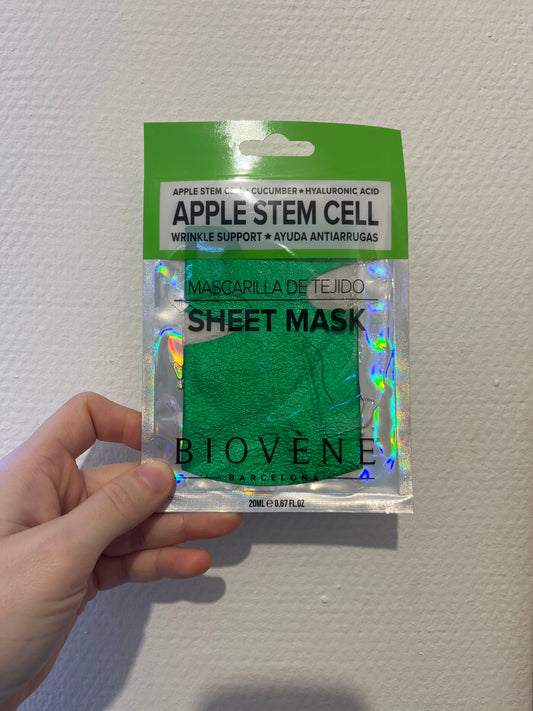 APPLE STEM CELL ★ CUCUMBER ★ HYALURONIC ACID
APPLE STEM CELL
WRINKLE SUPPORT ★ AYUDA ANTIARRUGAS
MASCARILLA DE TEJIDO
SHEET MASK
BIOVÈNE
BARCELONA
20ML ℮ 0.67 FL.OZ